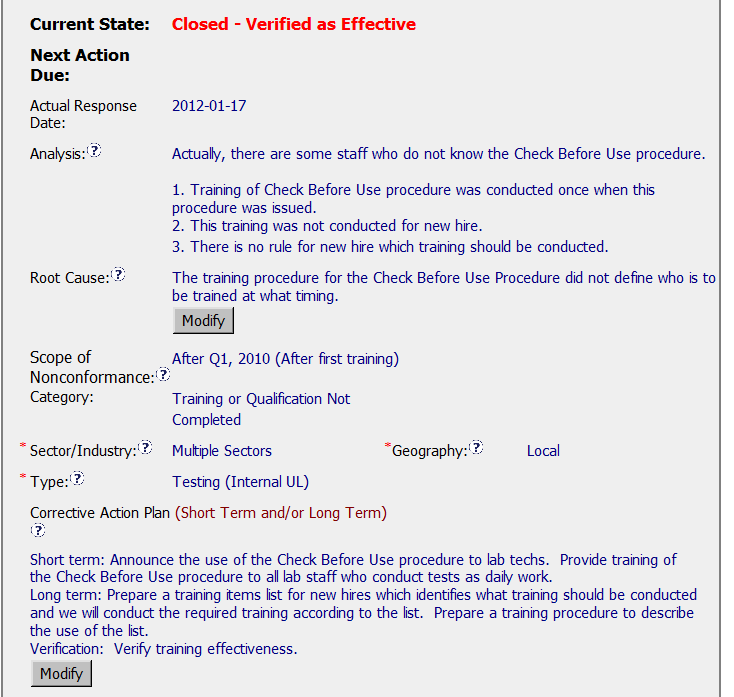 Current State: Closed - Verified as Effective
Next Action
Due:
Actual Response 2012-01-17
Date:
Analysis: ? Actually, there are some staff who do not know the Check Before Use procedure.
1. Training of Check Before Use procedure was conducted once when this
procedure was issued.
2. This training was not conducted for new hire.
3. There is no rule for new hire which training should be conducted.
Root Cause: ? The training procedure for the Check Before Use Procedure did not define who is to
be trained at what timing.
Modify
Scope of After Q1, 2010 (After first training)
Nonconformance: ?
Category: Training or Qualification Not
Completed
* Sector/Industry: ? Multiple Sectors * Geography: ? Local
* Type: ? Testing (Internal UL)
Corrective Action Plan (Short Term and/or Long Term)
?
Short term: Announce the use of the Check Before Use procedure to lab techs. Provide training of
the Check Before Use procedure to all lab staff who conduct tests as daily work.
Long term: Prepare a training items list for new hires which identifies what training should be conducted
and we will conduct the required training according to the list. Prepare a training procedure to describe
the use of the list.
Verification: Verify training effectiveness.
Modify